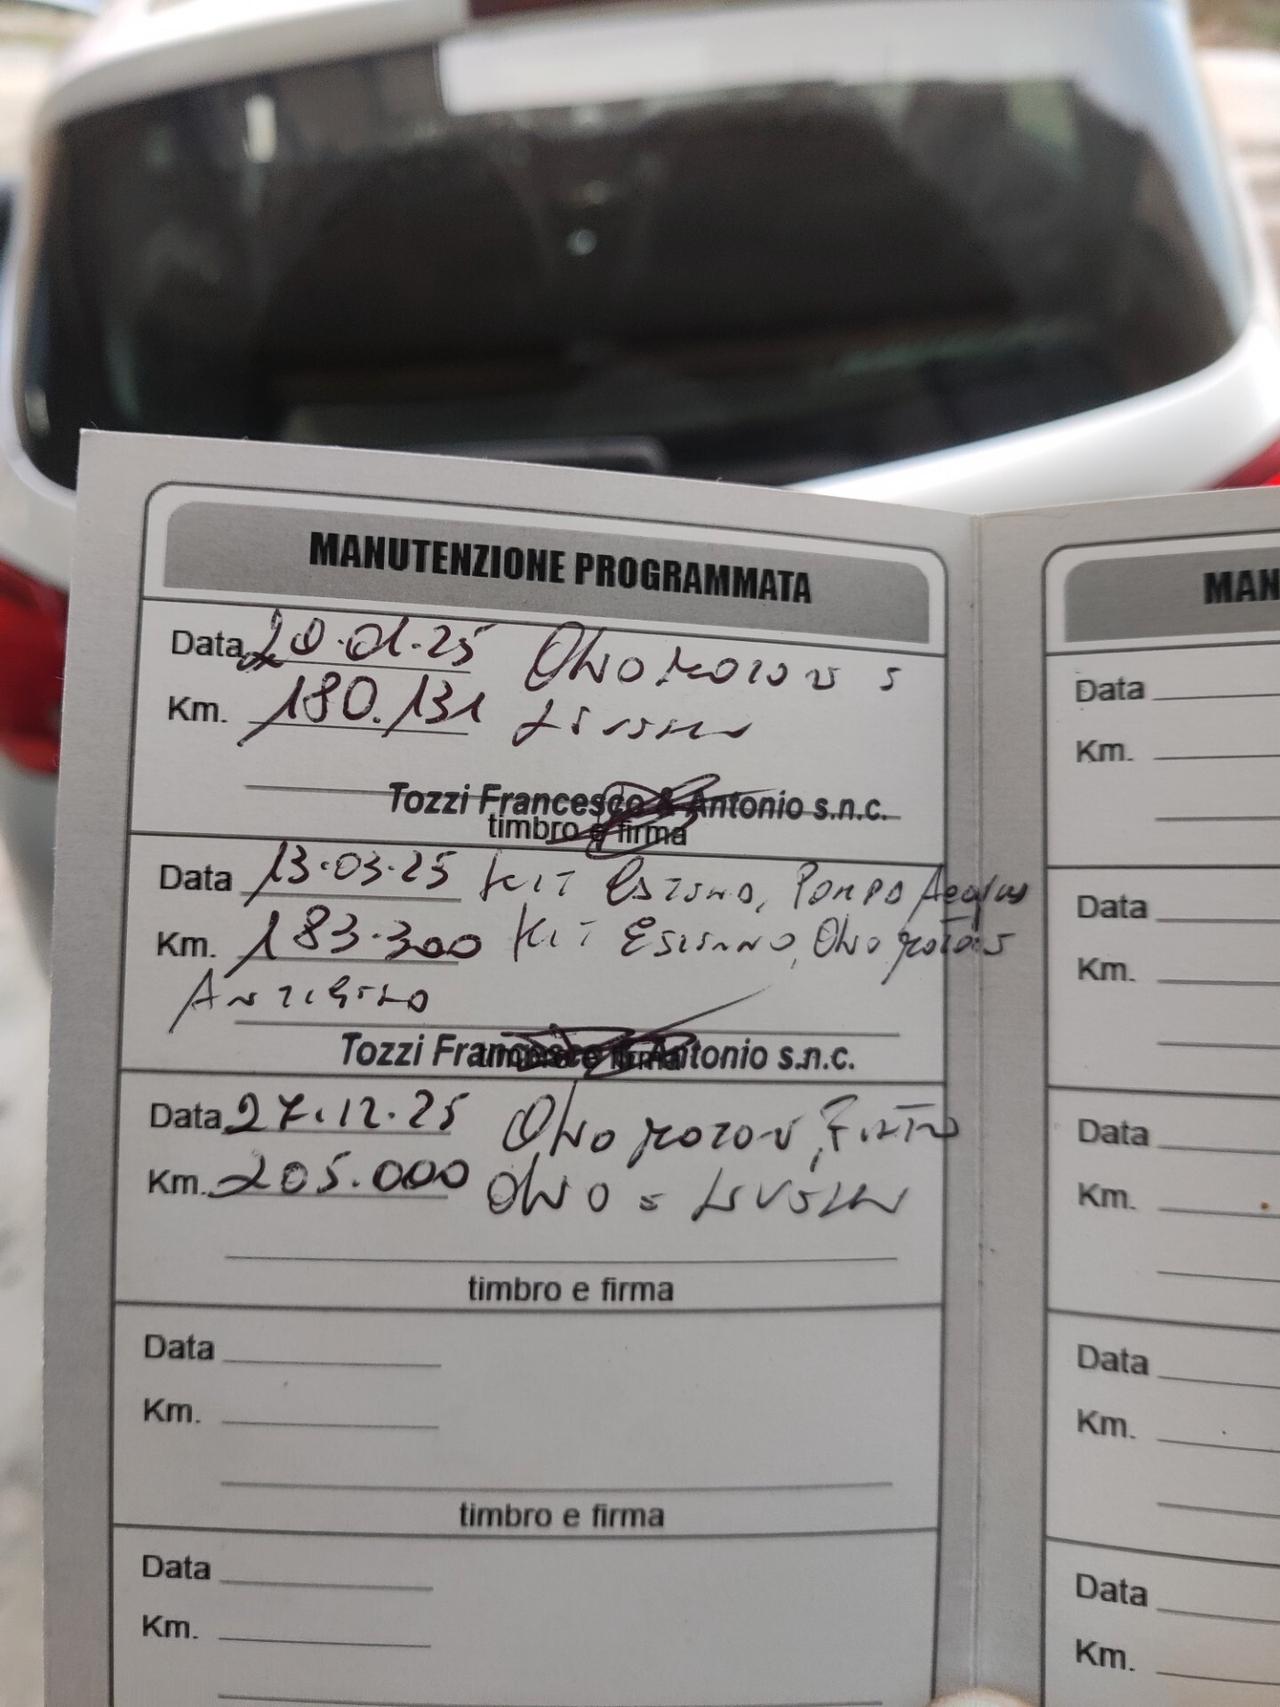 MANUTENZIONE PROGRAMMATA
MAN
Data 20.01.25 Olio motore e
Km. 180.131
Tozzi Francesco & Antonio s.n.c.
timbro e firma
Data 13.03.25 Kit Pompa Acqua
Km. 183.300 Kit Esterno, Olio motore
Antigelo
Tozzi Francesco & Antonio s.n.c.
timbro e firma
Data 27.12.25 Olio motore, Filtro
Km. 205.000 Olio e
timbro e firma
Data
Km.
timbro e firma
Data
Km.
Data
Km.
Data
Km.
Data
Km.
Data
Km.
Data
Km.